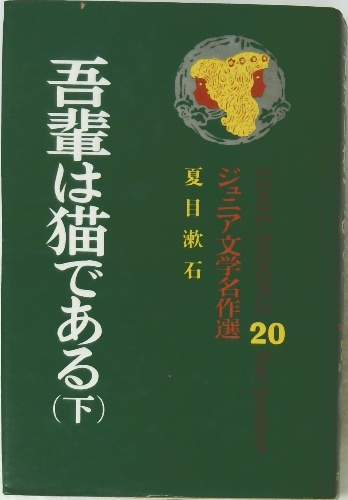 吾輩は猫である（下）
夏目漱石
ジュニア文学名作選
20